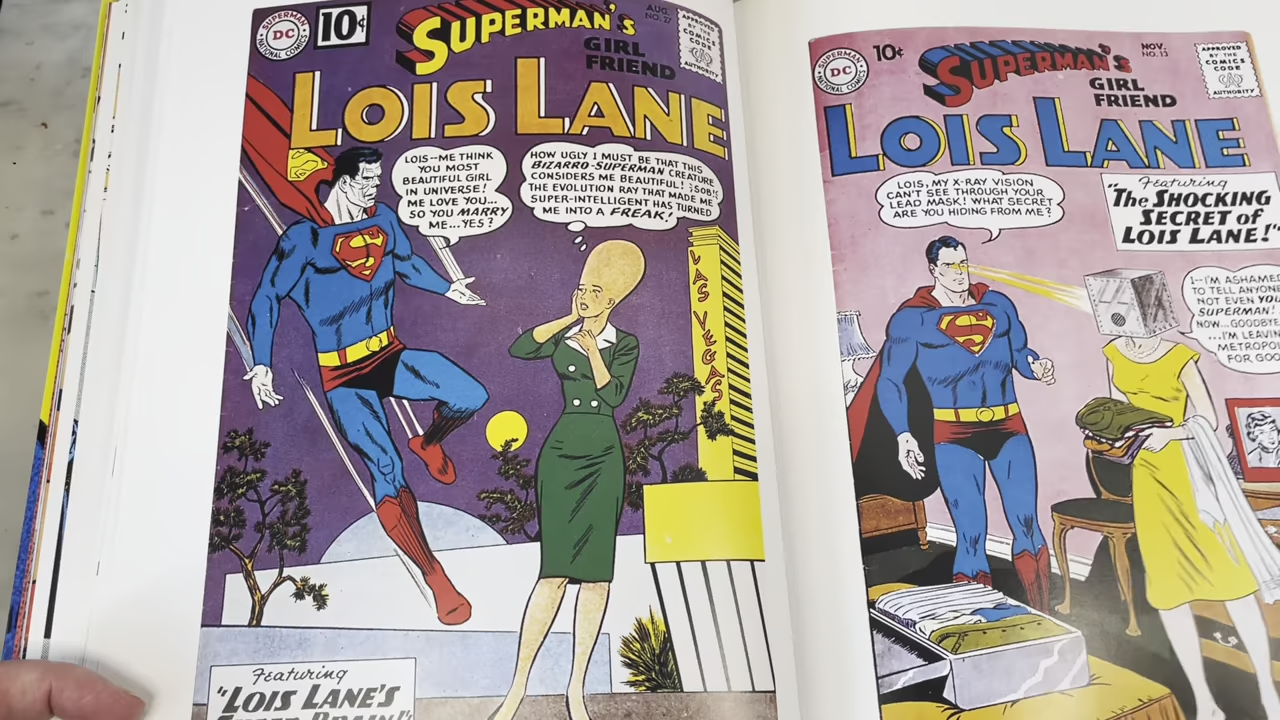 SUPERMAN
DC
NATIONAL COMICS
10¢
SUPERMAN'S
GIRL
FRIEND
LOIS LANE
AUG.
NO. 27
APPROVED
BY THE
COMICS
CODE
AUTHORITY
LOIS--ME THINK
YOU MOST
BEAUTIFUL GIRL
IN UNIVERSE!
ME LOVE YOU...
SO YOU MARRY
ME...YES?
HOW UGLY I MUST BE THAT THIS
BIZARRO-SUPERMAN CREATURE
CONSIDERS ME BEAUTIFUL! SOB!
THE EVOLUTION RAY THAT MADE ME
SUPER-INTELLIGENT HAS TURNED
ME INTO A FREAK!
LAS VEGAS
Featuring
"LOIS LANE'S
SUPER BRAIN!"
SUPERMAN
DC
NATIONAL COMICS
10¢
SUPERMAN'S
GIRL
FRIEND
LOIS LANE
NOV.
NO. 13
APPROVED
BY THE
COMICS
CODE
AUTHORITY
LOIS, MY X-RAY VISION
CAN'T SEE THROUGH YOUR
LEAD MASK! WHAT SECRET
ARE YOU HIDING FROM ME?
Featuring
"The SHOCKING
SECRET of
LOIS LANE!"
I--I'M ASHAMED
TO TELL ANYONE
NOT EVEN YOU
SUPERMAN!
NOW...GOODBYE
...I'M LEAVING
METROPOLI
FOR GOO